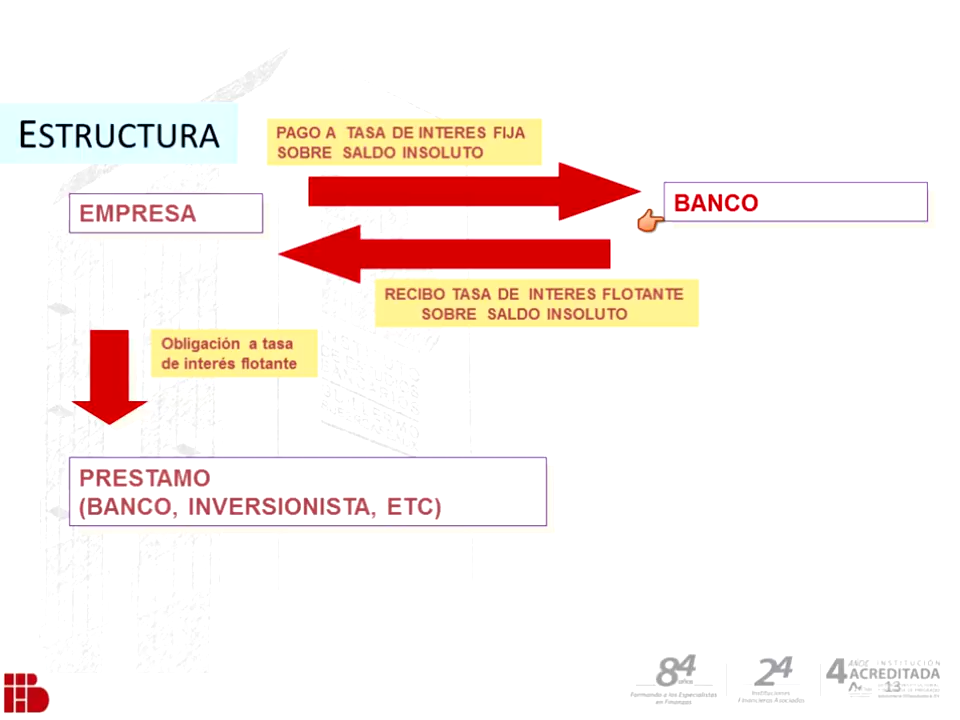 ESTRUCTURA
PAGO A TASA DE INTERES FIJA
SOBRE SALDO INSOLUTO
EMPRESA
BANCO
RECIBO TASA DE INTERES FLOTANTE
SOBRE SALDO INSOLUTO
Obligación a tasa
de interés flotante
PRESTAMO
(BANCO, INVERSIONISTA, ETC)
84
años
Formando a los Especialistas
en Finanzas
24
Instituciones
Financieras Asociadas
4
INSTITUCIÓN
ACREDITADA
13